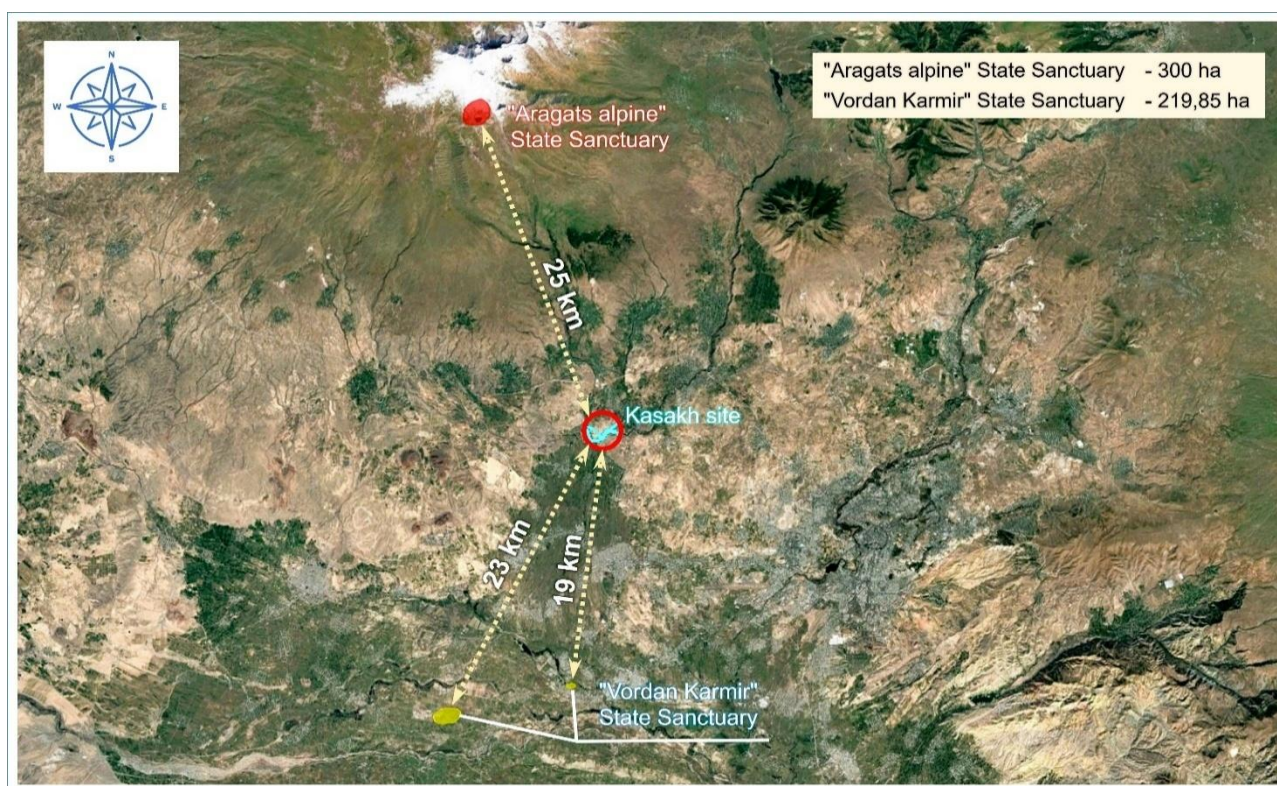 N
W E
S
"Aragats alpine" State Sanctuary - 300 ha
"Vordan Karmir" State Sanctuary - 219,85 ha
"Aragats alpine"
State Sanctuary
25 km
Kasakh site
23 km
19 km
"Vordan Karmir"
State Sanctuary